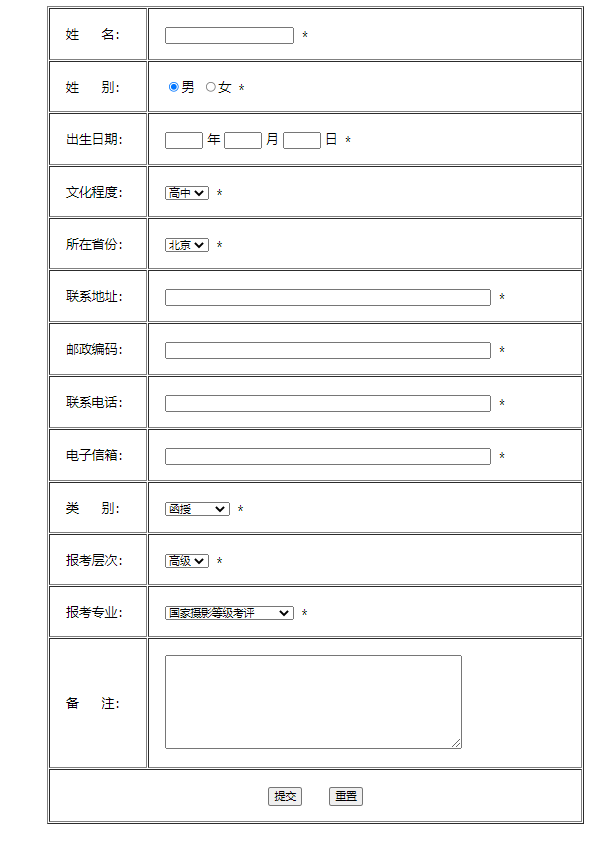 姓 名: *
姓 别: 男 女 *
出生日期: 年 月 日 *
文化程度: 高中 *
所在省份: 北京 *
联系地址: *
邮政编码: *
联系电话: *
电子信箱: *
类 别: 函授 *
报考层次: 高级 *
报考专业: 国家摄影等级考评 *
备 注:
提交 重置